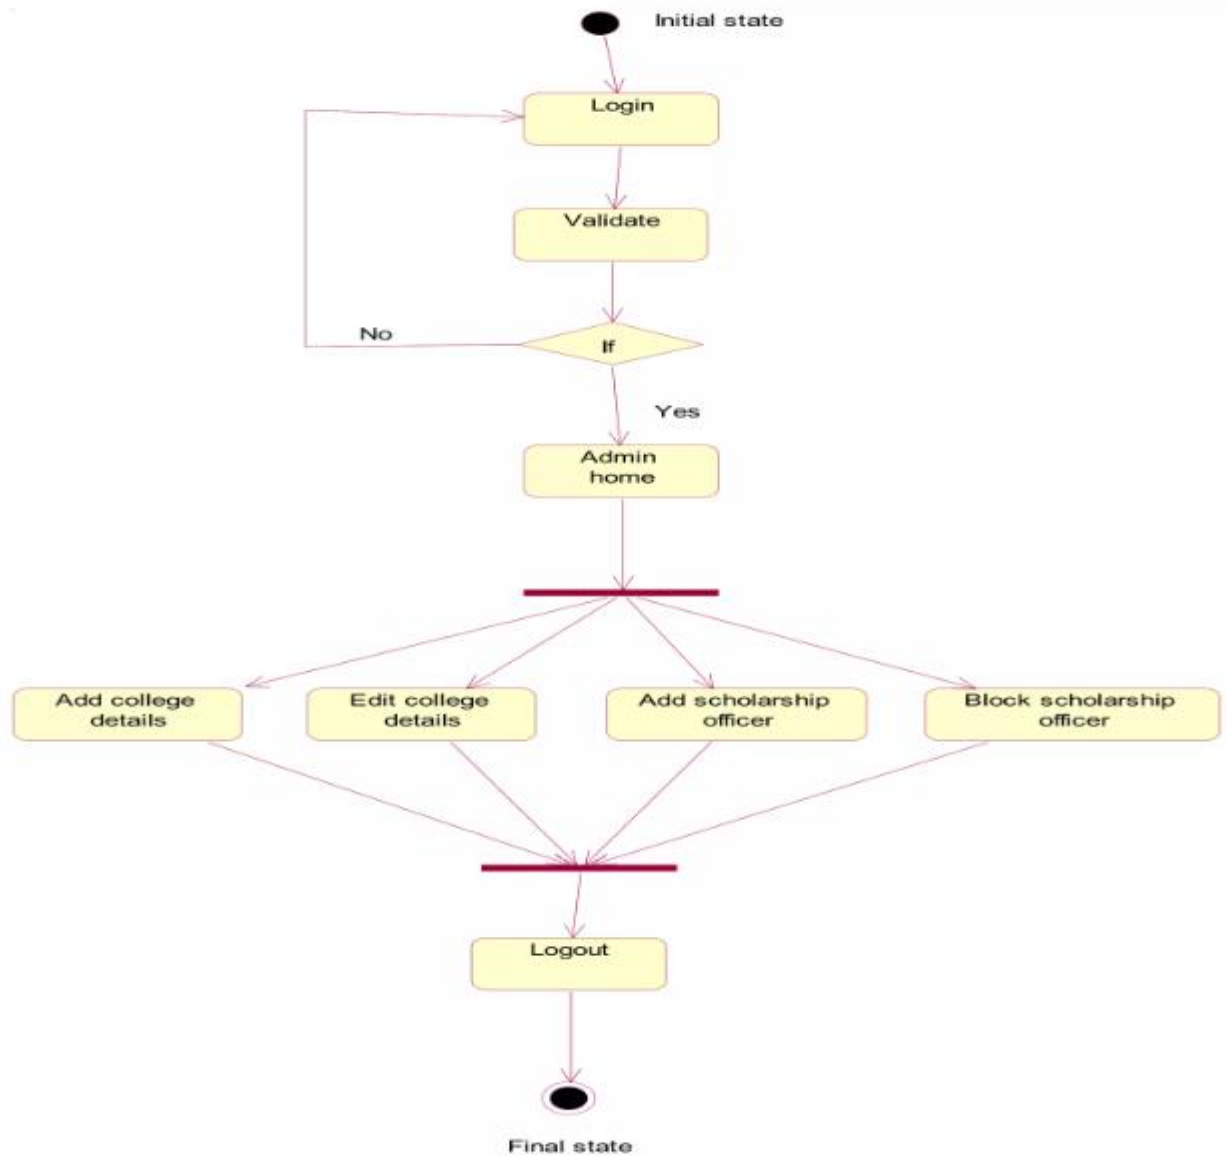 Initial state
Login
Validate
No
If
Yes
Admin
home
Add college
details
Edit college
details
Add scholarship
officer
Block scholarship
officer
Logout
Final state